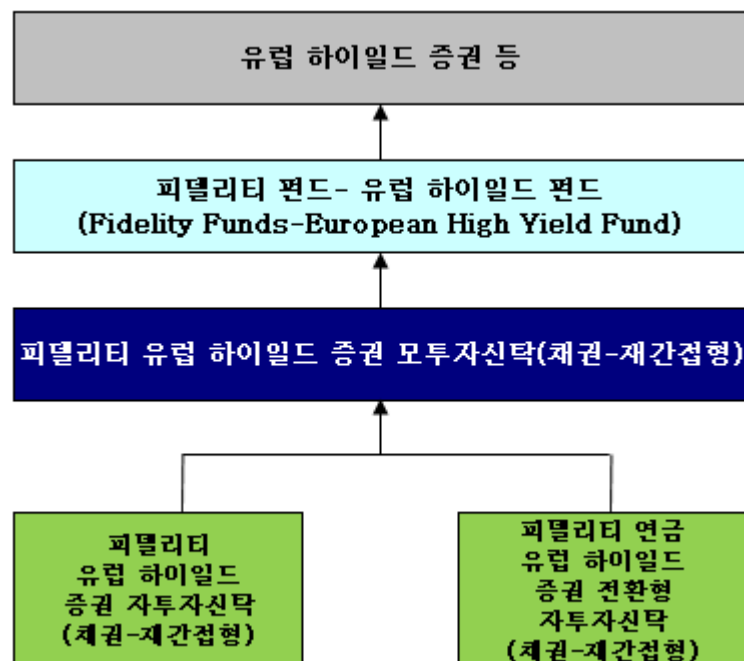 유럽 하이일드 증권 등
피델리티 펀드- 유럽 하이일드 펀드
(Fidelity Funds-European High Yield Fund)
피델리티 유럽 하이일드 증권 모투자신탁(채권-재간접형)
피델리티
유럽 하이일드
증권 자투자신탁
(채권-재간접형)
피델리티 연금
유럽 하이일드
증권 전환형
자투자신탁
(채권-재간접형)